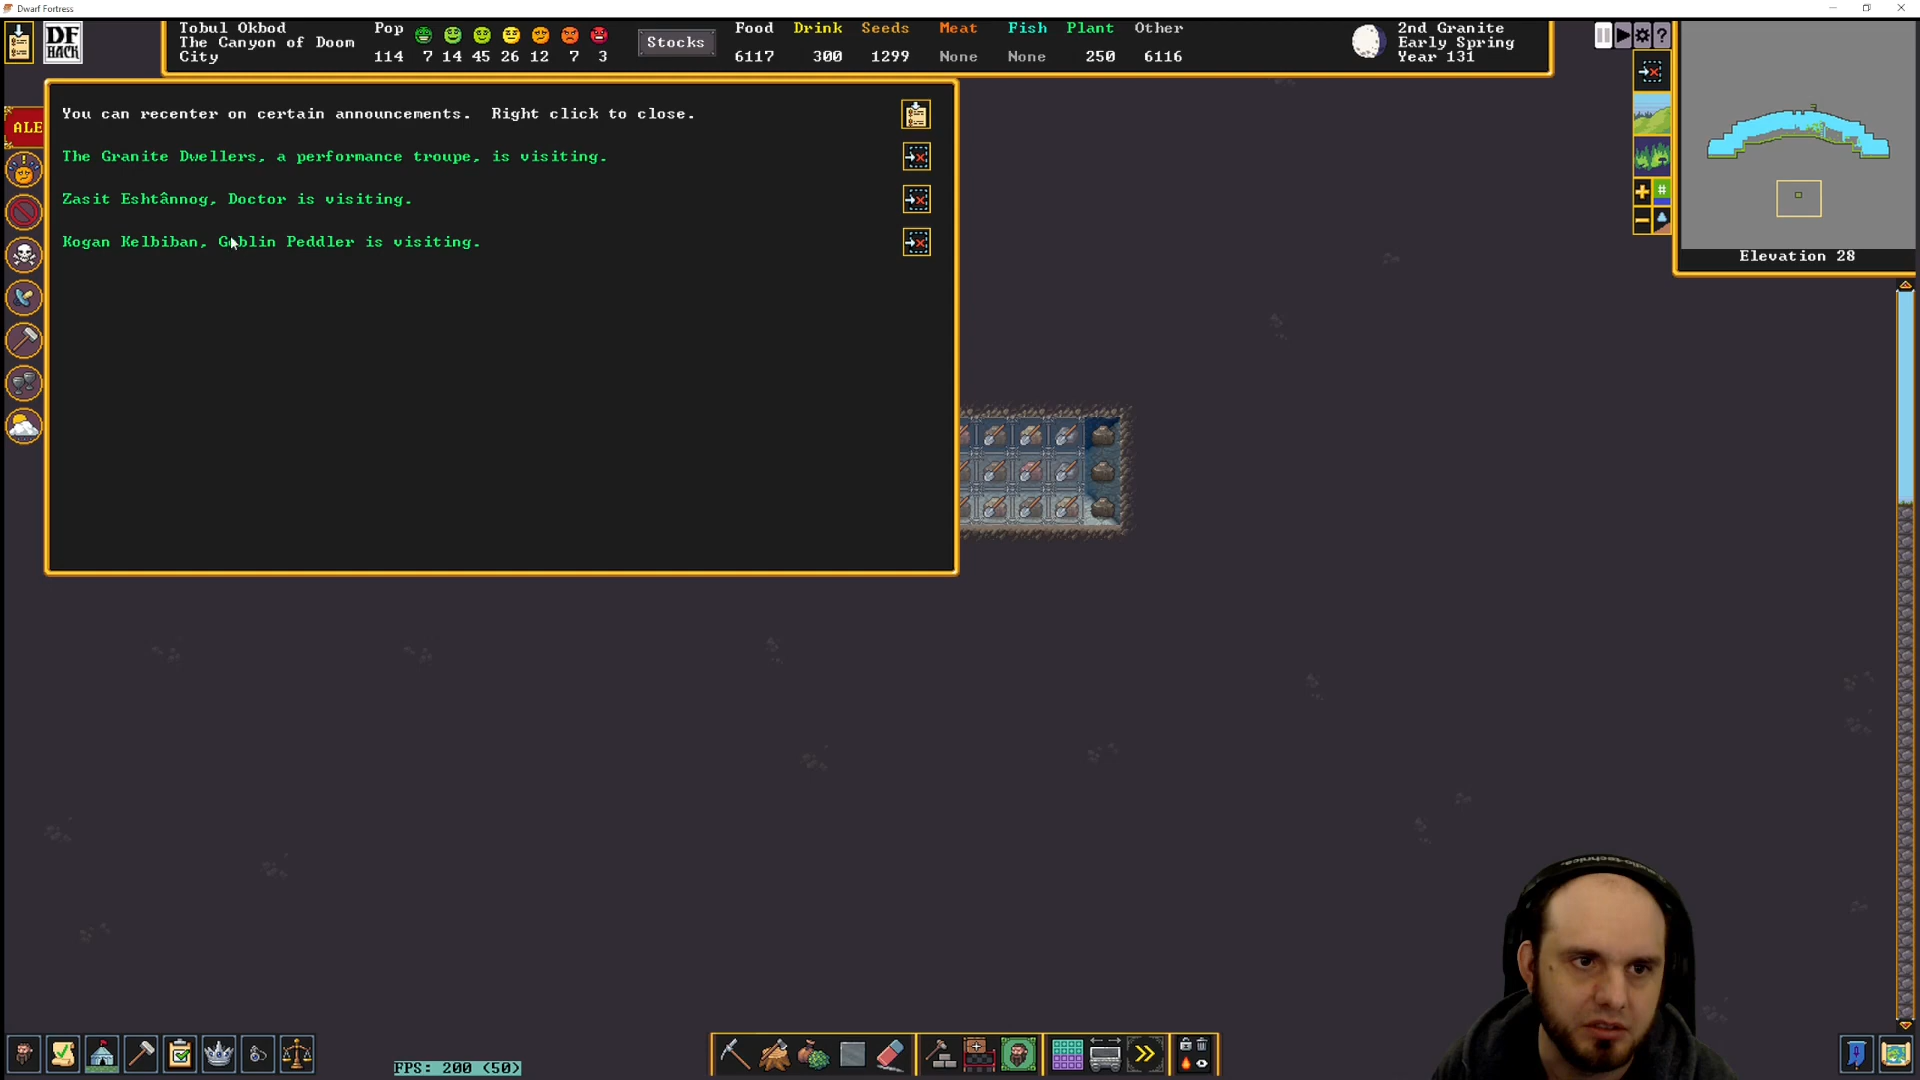 Dwarf Fortress
DF HACK
Tobul Okbod
The Canyon of Doom
City
Pop
114 7 14 45 26 12 7 3
Stocks
Food Drink Seeds Meat Fish Plant Other
6117 300 1299 None None 250 6116
2nd Granite
Early Spring
Year 131
?
Elevation 28
ALE
You can recenter on certain announcements. Right click to close.
The Granite Dwellers, a performance troupe, is visiting.
Zasit Eshtânnog, Doctor is visiting.
Kogan Kelbiban, Goblin Peddler is visiting.
FPS: 200 (50)